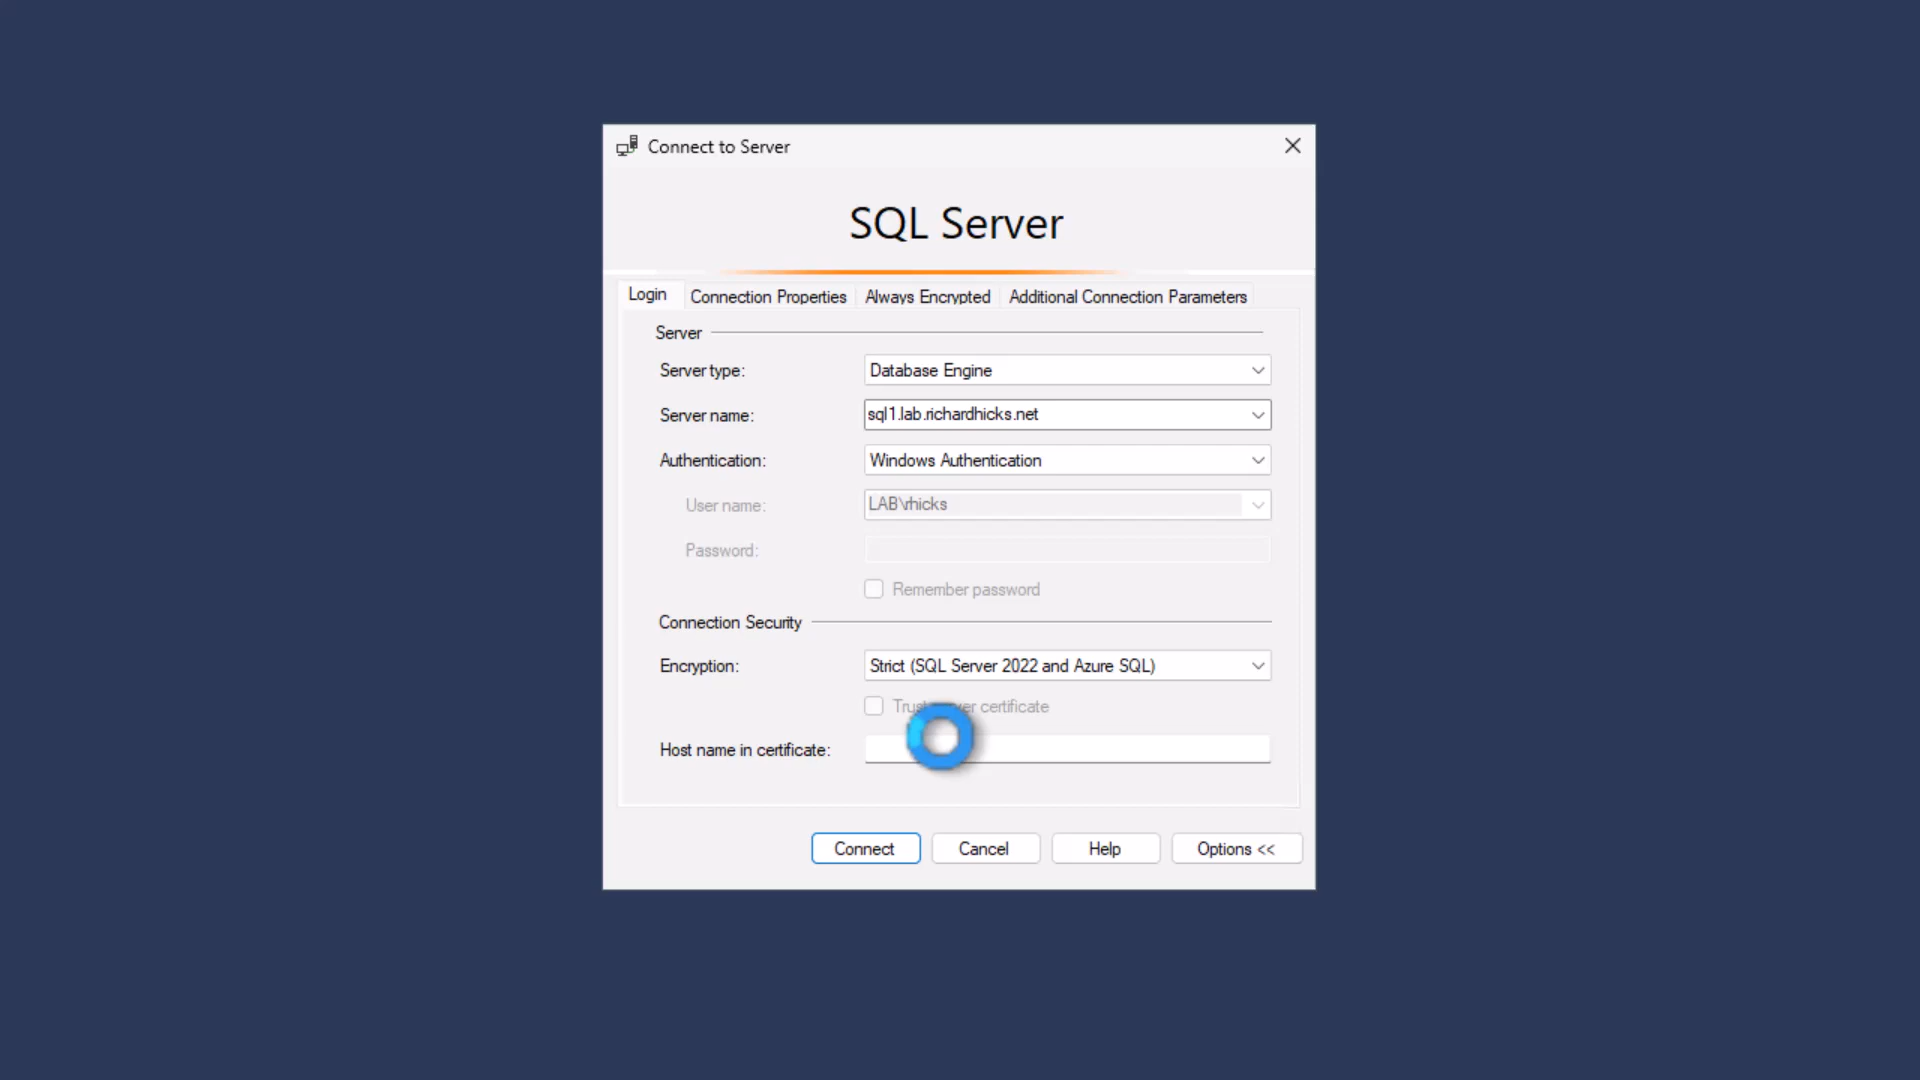 Connect to Server
SQL Server
Login Connection Properties Always Encrypted Additional Connection Parameters
Server
Server type: Database Engine
Server name: sql1.lab.richardhicks.net
Authentication: Windows Authentication
User name: LAB\rhicks
Password:
Remember password
Connection Security
Encryption: Strict (SQL Server 2022 and Azure SQL)
certificate
Host name in certificate:
Connect Cancel Help Options <<